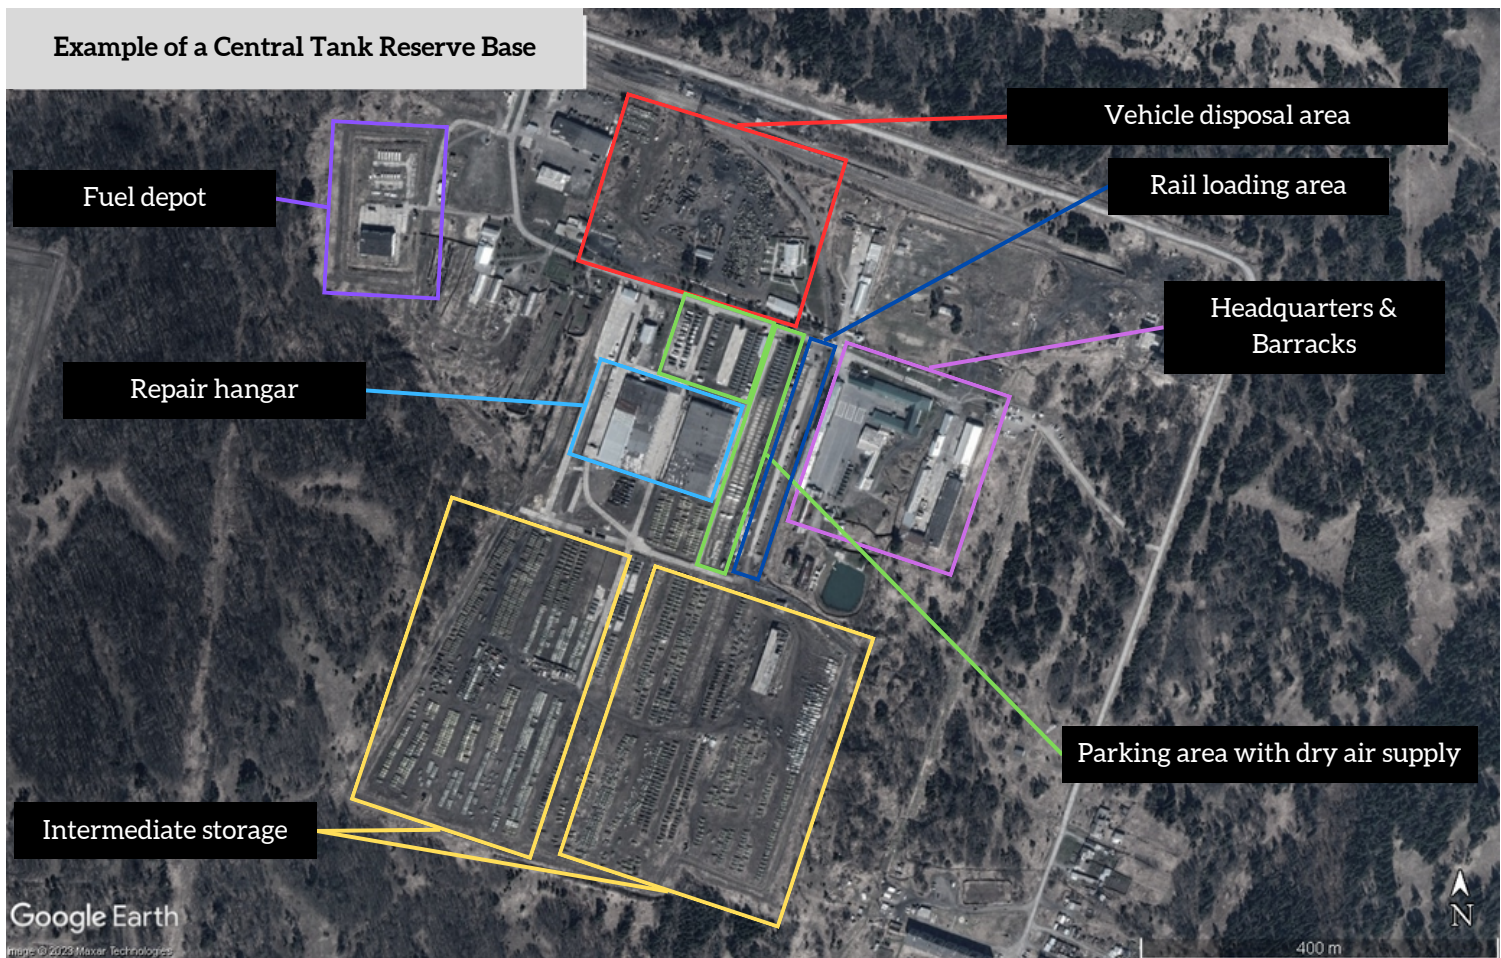 Example of a Central Tank Reserve Base
Vehicle disposal area
Rail loading area
Fuel depot
Headquarters &
Barracks
Repair hangar
Parking area with dry air supply
Intermediate storage
Google Earth
Image © 2023 Maxar Technologies
N
400 m